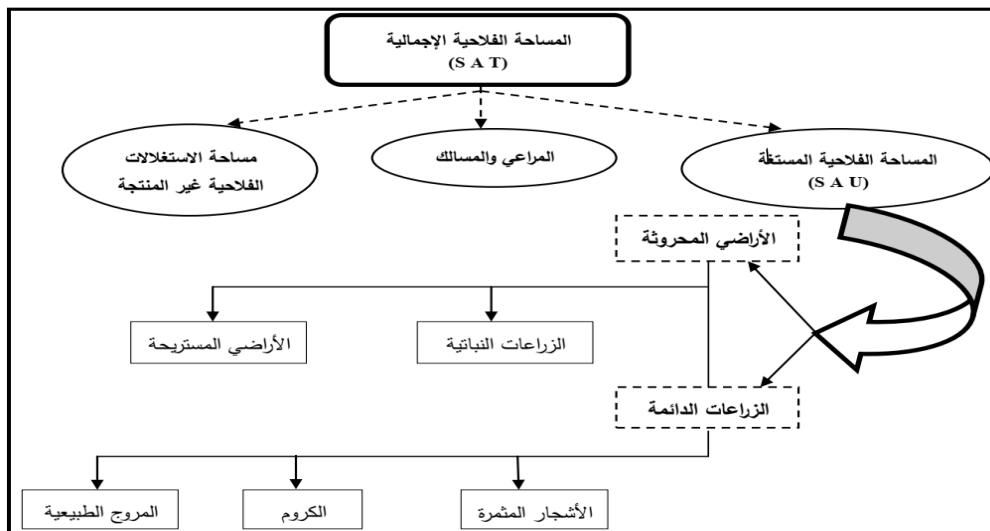 المساحة الفلاحية الإجمالية
(S A T)
المساحة الفلاحية المستغة
(S A U)
المراعي والمسالك
مساحة الاستغلالات
الفلاحية غير المنتجة
الأراضي المحروثة
الزراعات النباتية
الأراضي المستريحة
الزراعات الدائمة
الأشجار المثمرة
الكروم
المروج الطبيعية